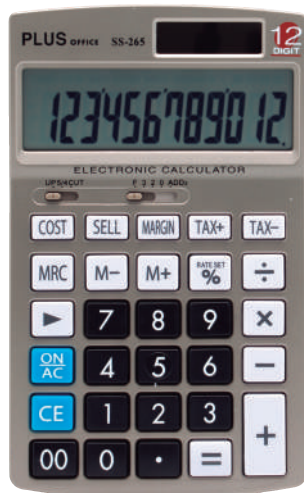 PLUS OFFICE SS-265 12
DIGIT
123456789012.
ELECTRONIC CALCULATOR
UP5/4CUT F 3 2 0 ADD2
COST SELL MARGIN TAX+ TAX-
MRC M- M+ RATE SET % ÷
► 7 8 9 ×
ON AC 4 5 6 -
CE 1 2 3 +
00 0 . =